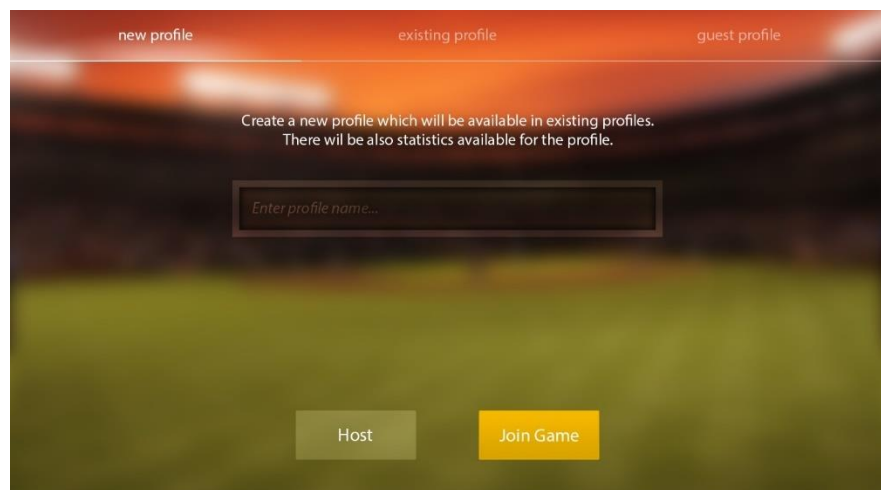 new profile existing profile guest profile
Create a new profile which will be available in existing profiles.
There wil be also statistics available for the profile.
Enter profile name...
Host Join Game